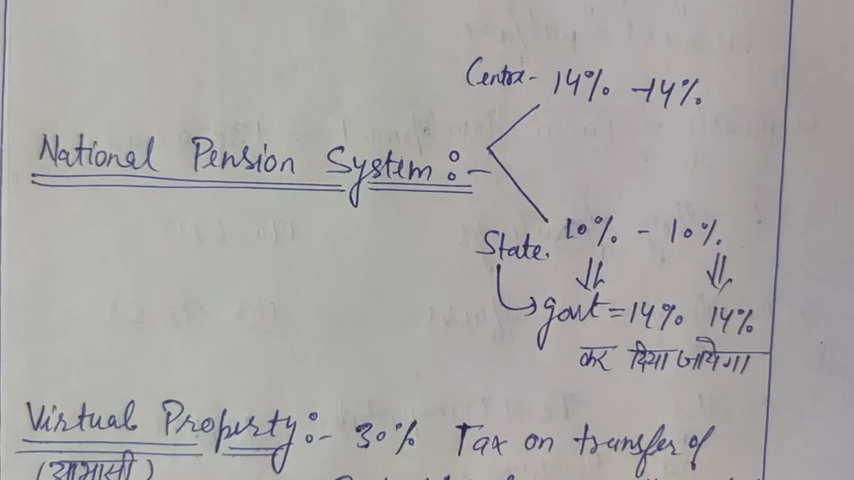 Centra- 14% -14%
National Pension System :-
State. 10% - 10%
govt = 14% 14%
कर दिया जायेगा
Virtual Property :- 30% Tax on transfer of
(आभासी)